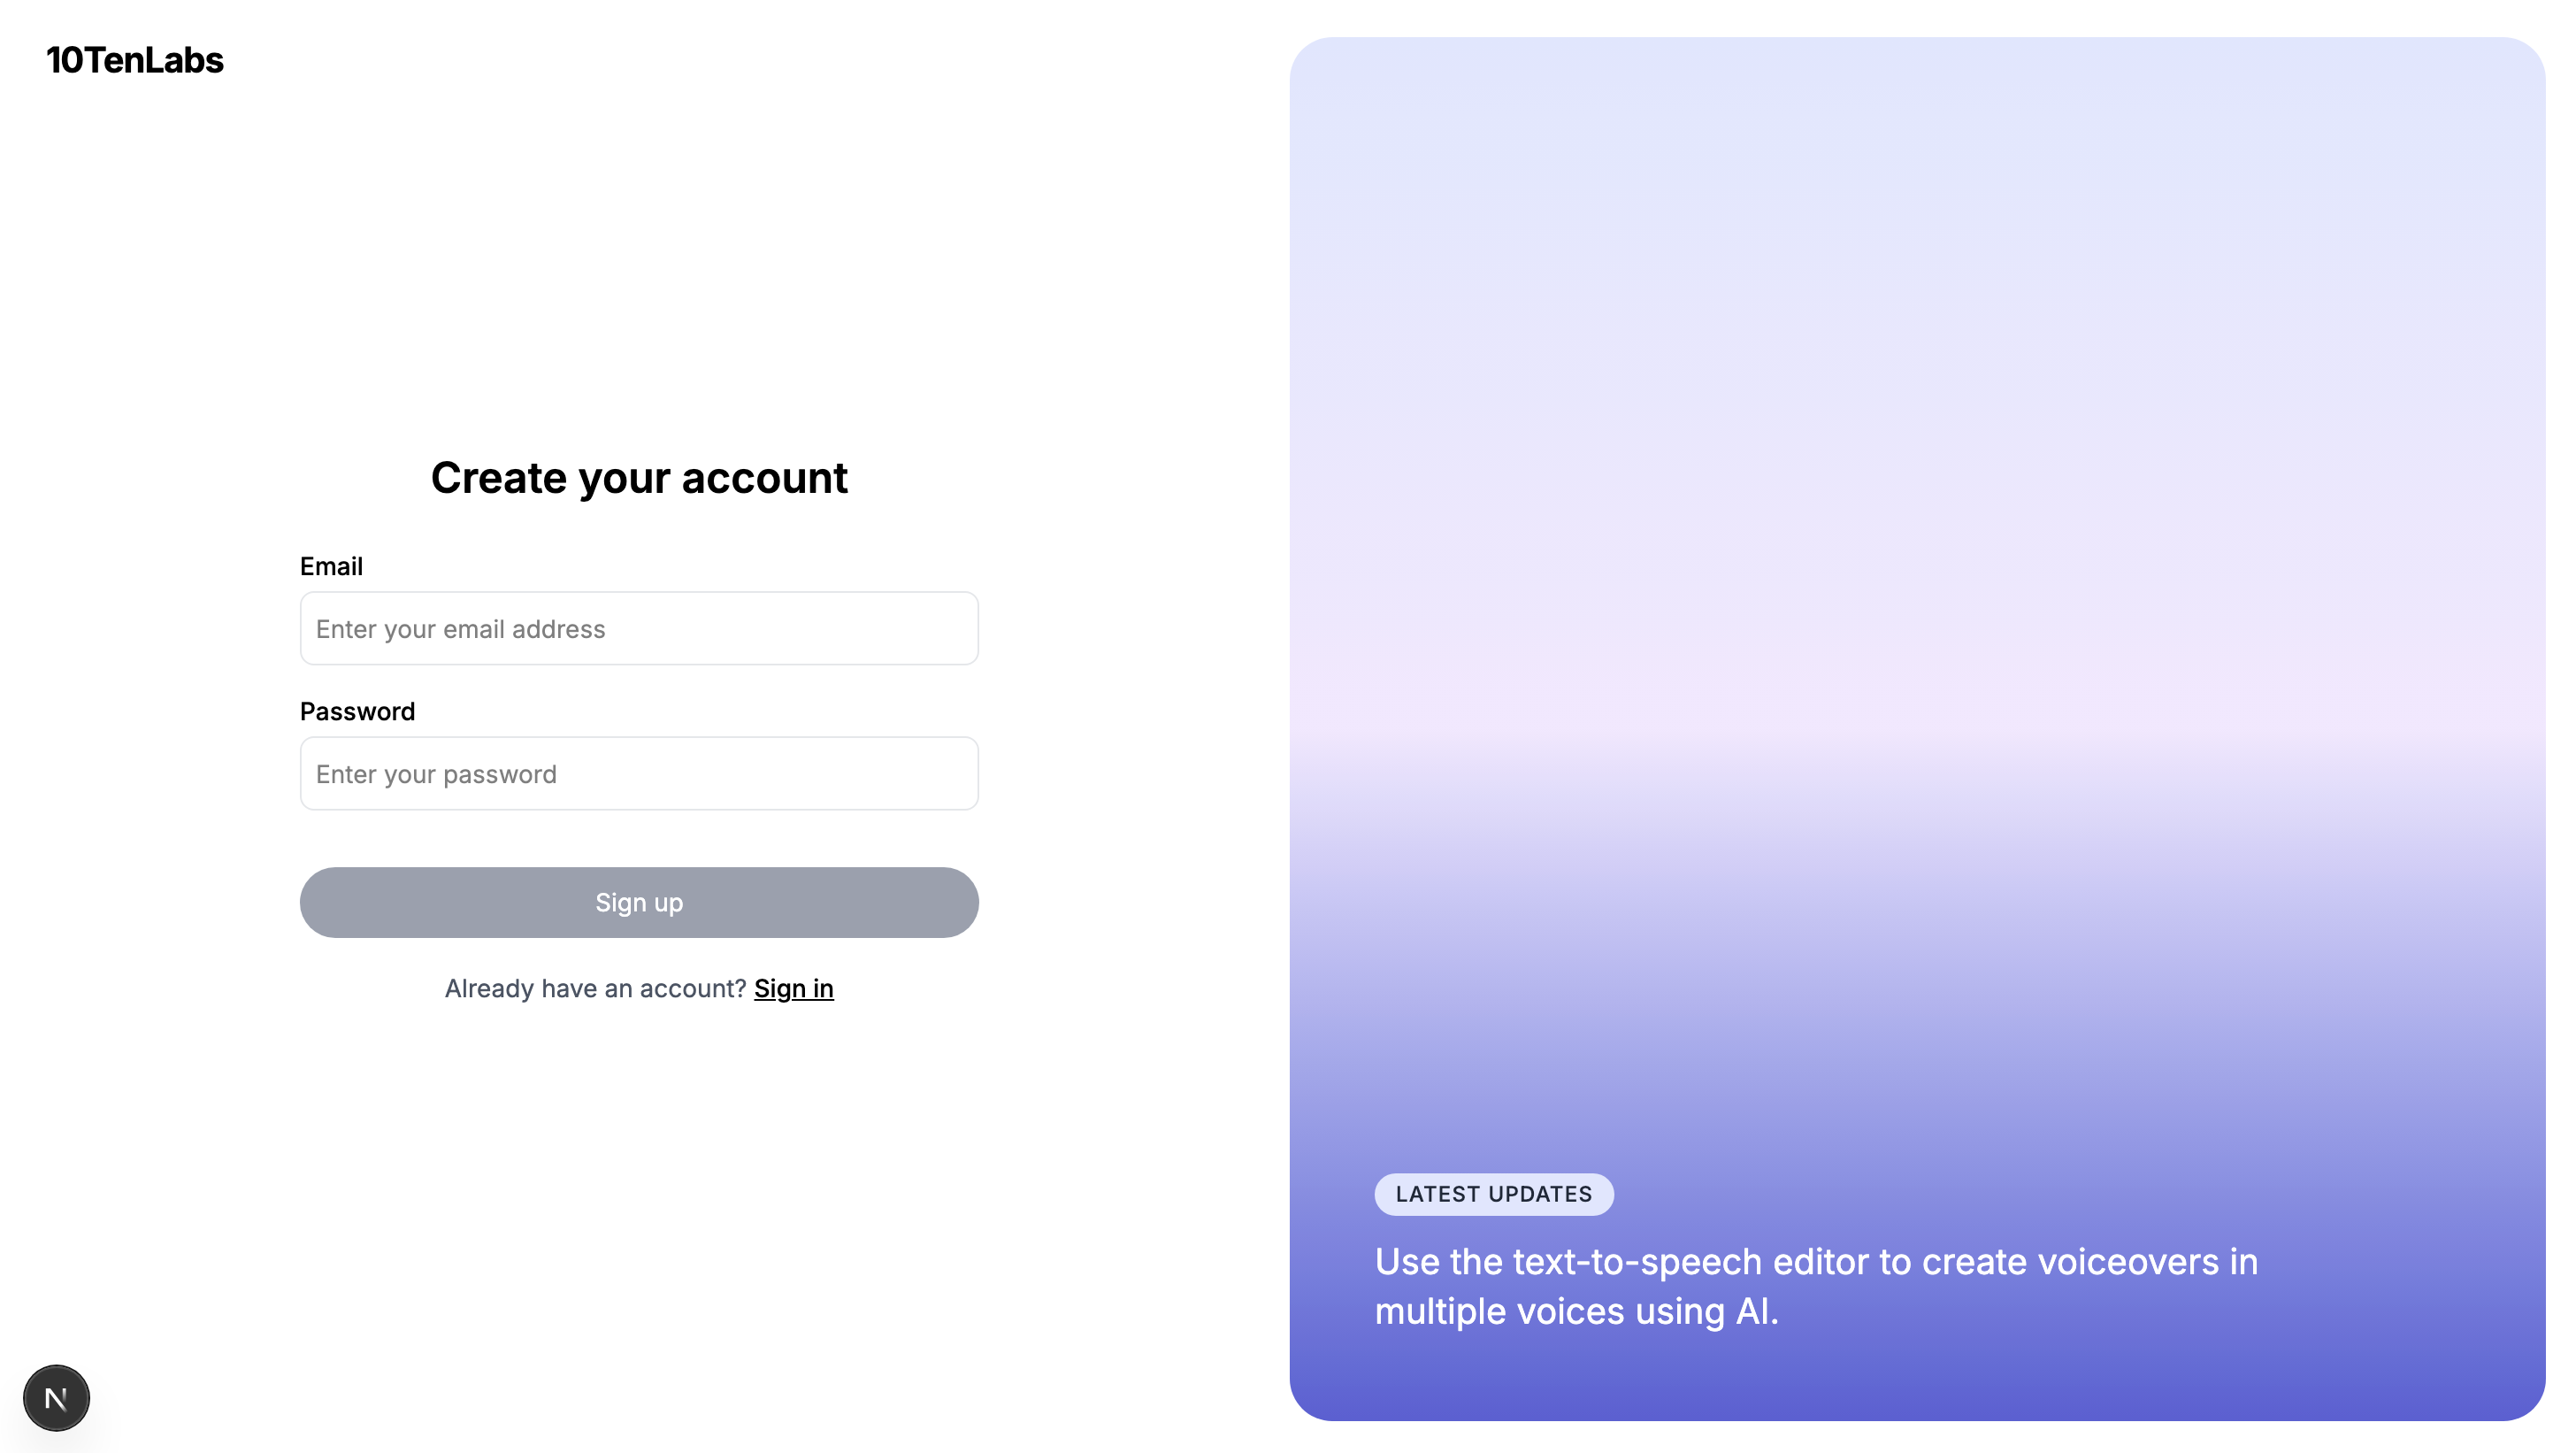 10TenLabs
Create your account
Email
Enter your email address
Password
Enter your password
Sign up
Already have an account? Sign in
N
LATEST UPDATES
Use the text-to-speech editor to create voiceovers in
multiple voices using AI.